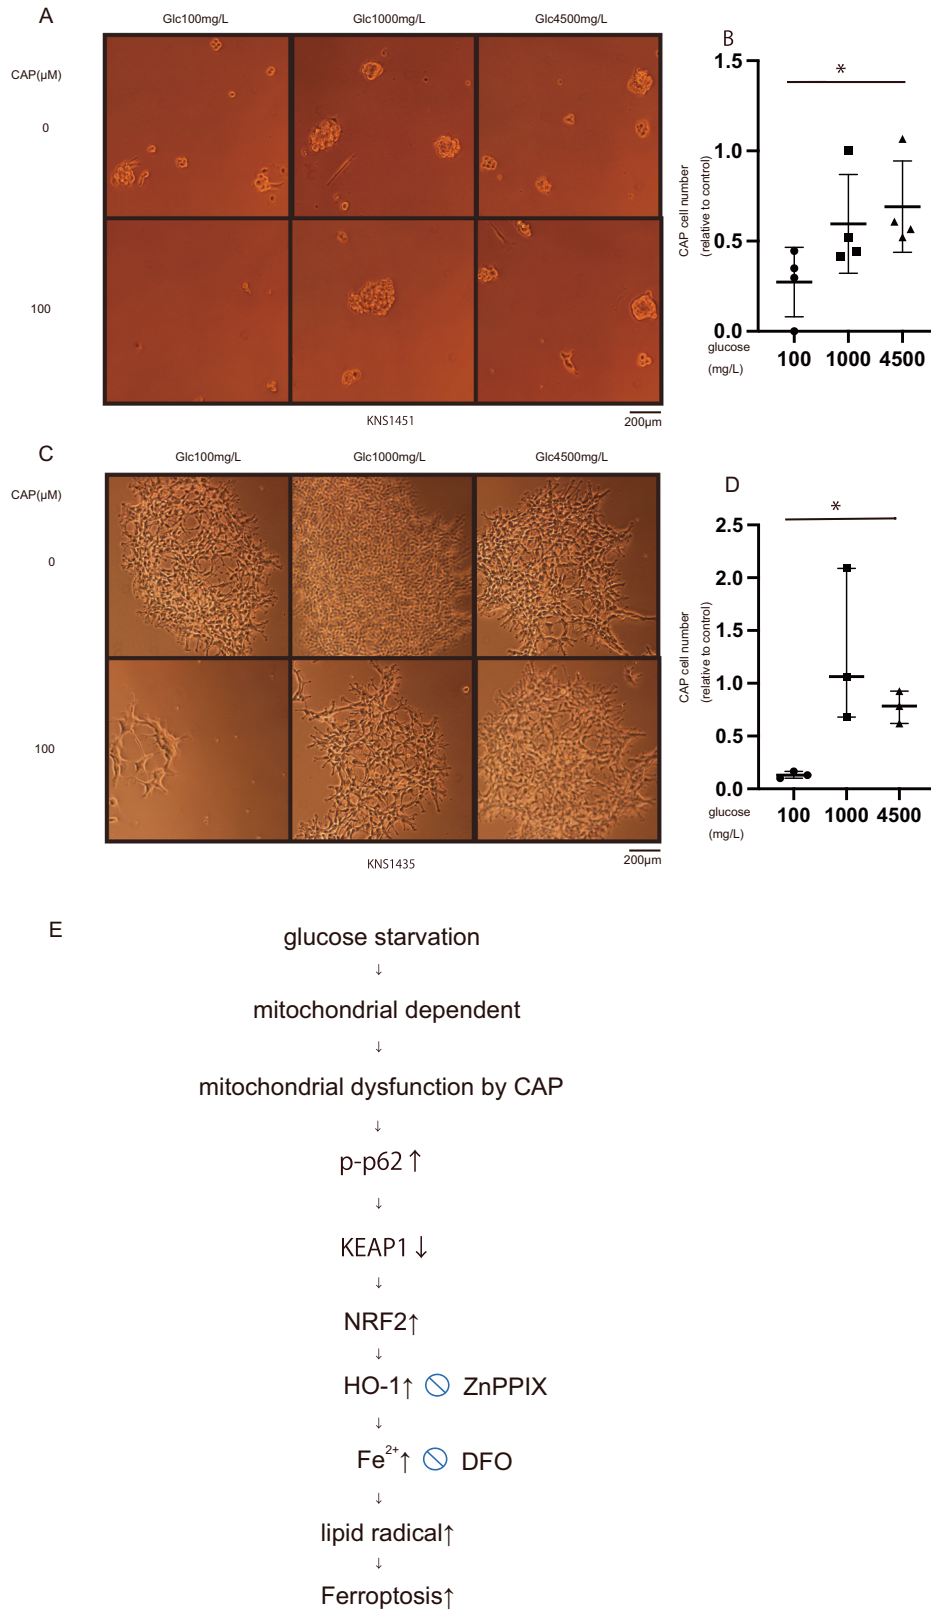 A
Glc100mg/L Glc1000mg/L Glc4500mg/L
CAP(μM)
0
100
KNS1451
200μm
B
*
CAP cell number
(relative to control)
1.5
1.0
0.5
0.0
glucose
(mg/L)
100 1000 4500
C
Glc100mg/L Glc1000mg/L Glc4500mg/L
CAP(μM)
0
100
KNS1435
200μm
D
*
CAP cell number
(relative to control)
2.5
2.0
1.5
1.0
0.5
0.0
glucose
(mg/L)
100 1000 4500
E
glucose starvation
↓
mitochondrial dependent
↓
mitochondrial dysfunction by CAP
↓
p-p62↑
↓
KEAP1↓
↓
NRF2↑
↓
HO-1↑ ZnPPIX
↓
Fe²⁺↑ DFO
↓
lipid radical↑
↓
Ferroptosis↑